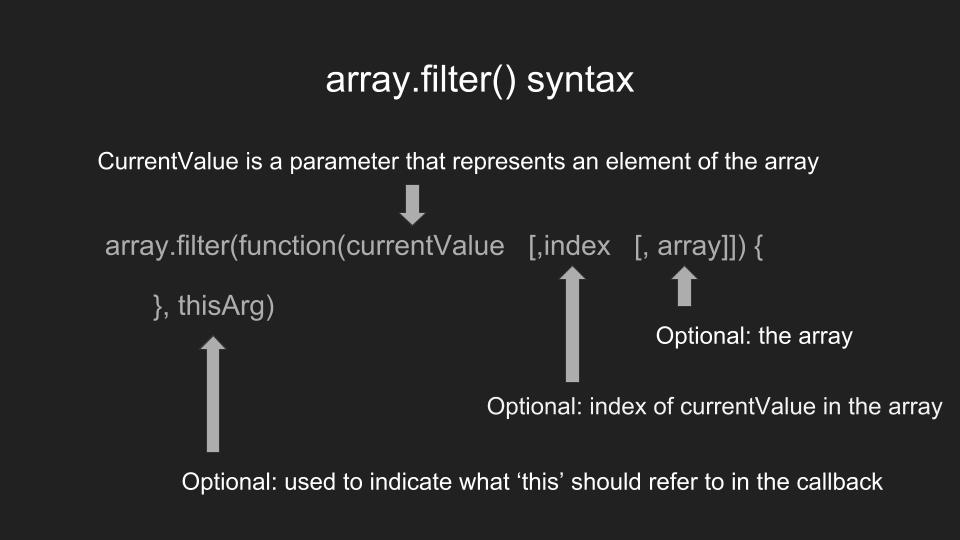 array.filter() syntax
CurrentValue is a parameter that represents an element of the array
array.filter(function(currentValue [,index [, array]]) {
}, thisArg)
Optional: the array
Optional: index of currentValue in the array
Optional: used to indicate what ‘this’ should refer to in the callback